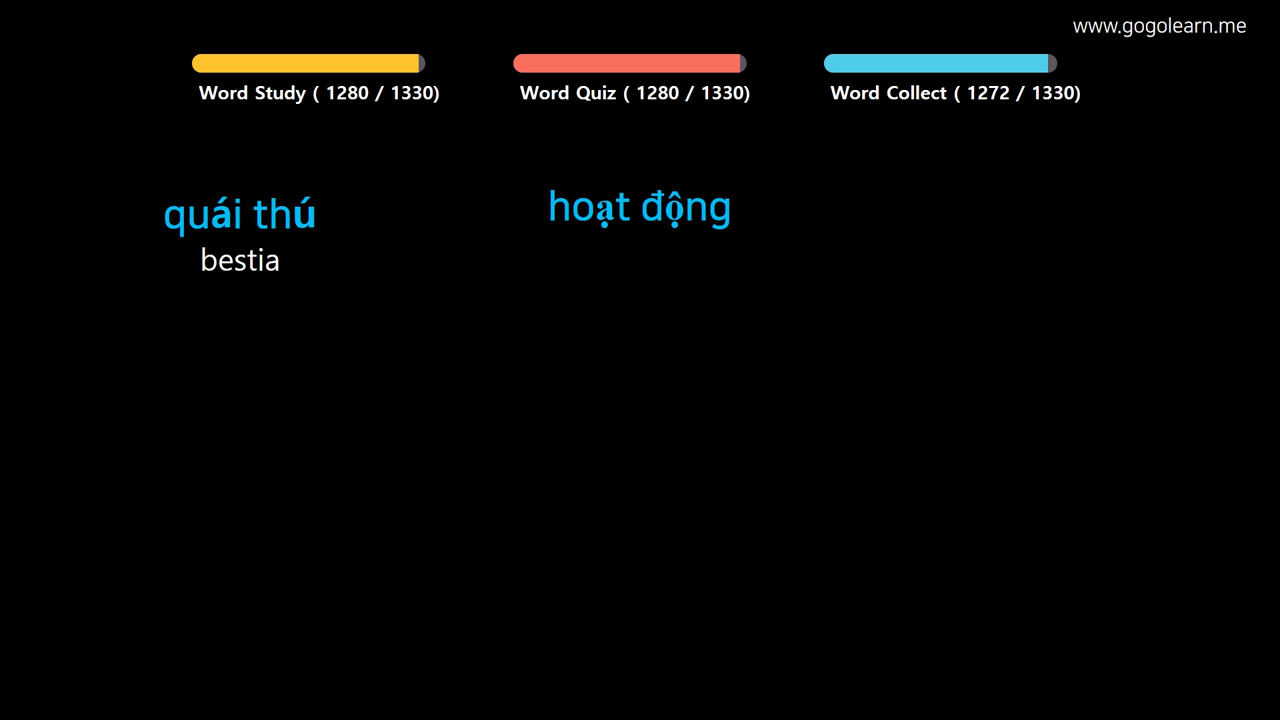 www.gogolearn.me
Word Study ( 1280 / 1330)
Word Quiz ( 1280 / 1330)
Word Collect ( 1272 / 1330)
quái thú
bestia
hoạt động